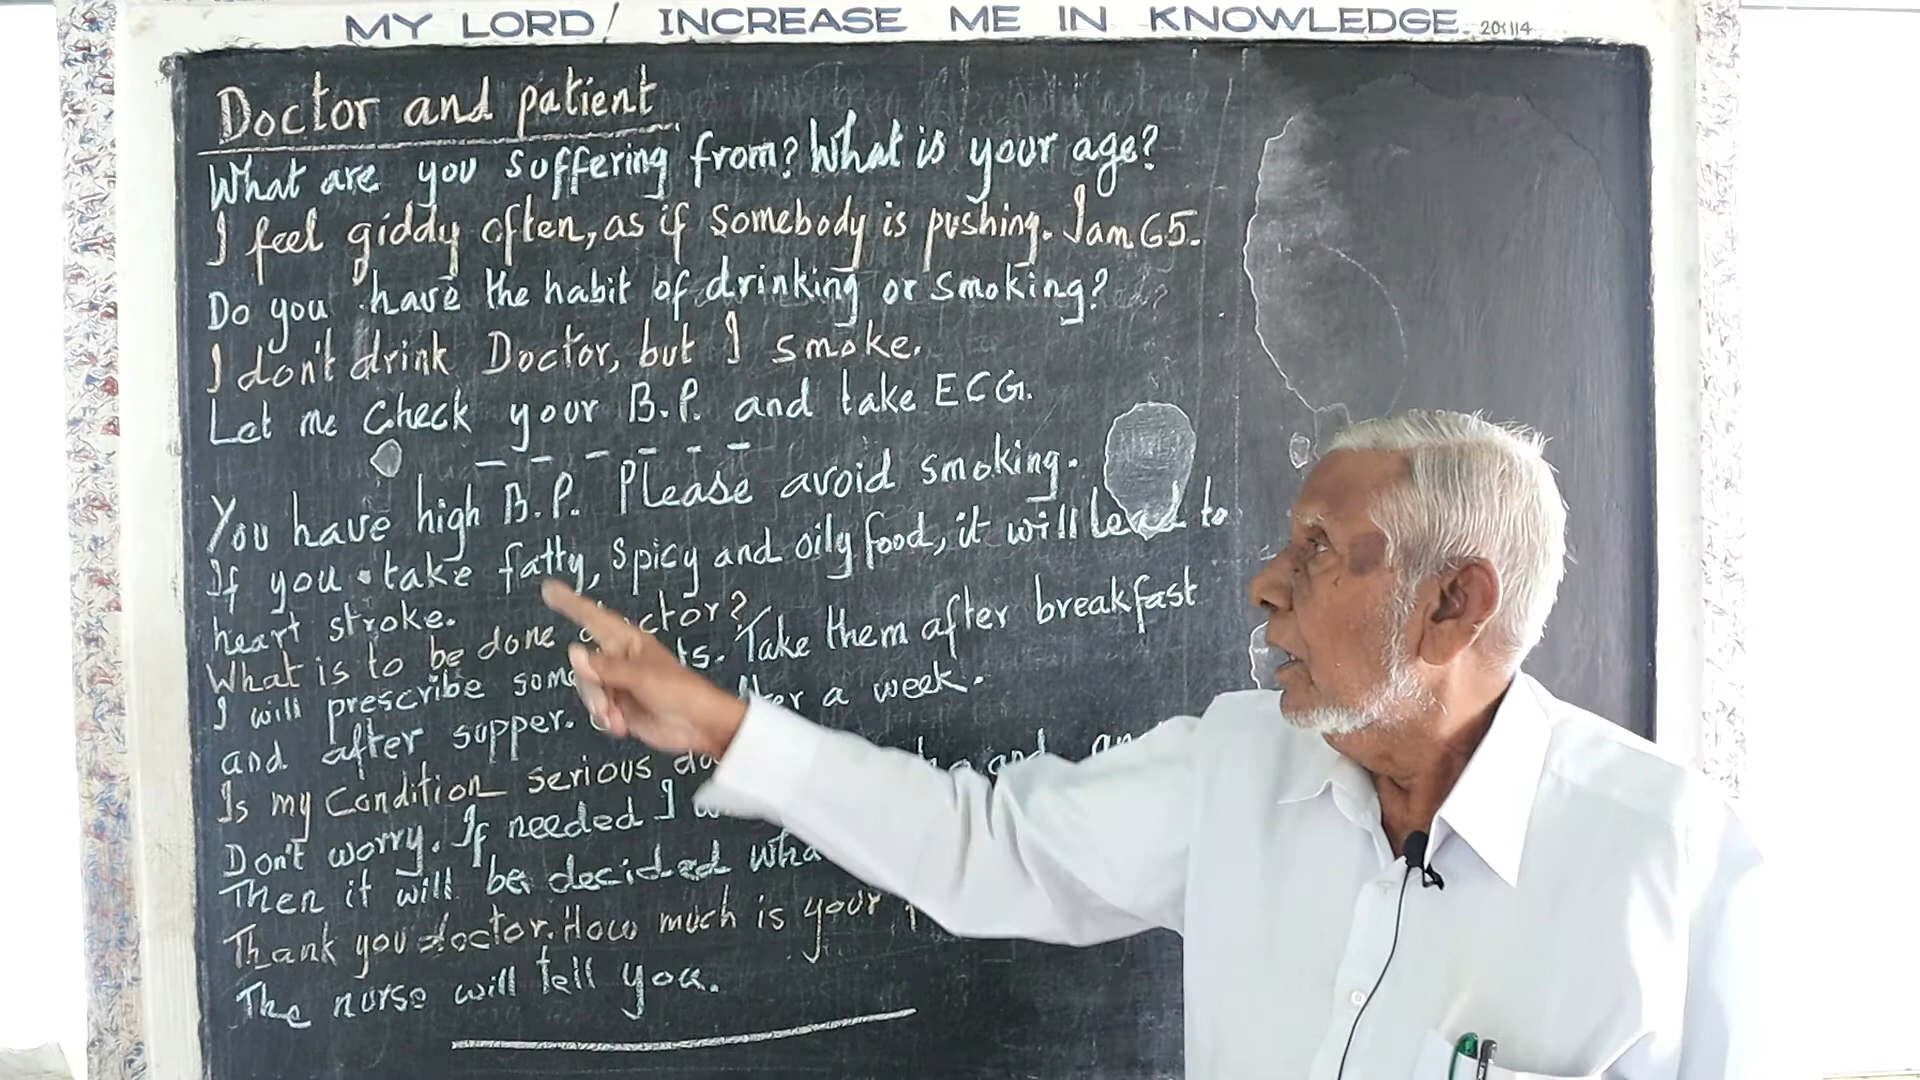 MY LORD! INCREASE ME IN KNOWLEDGE. 20:114
Doctor and patient
What are you suffering from? What is your age?
I feel giddy often, as if somebody is pushing. I am 65.
Do you have the habit of drinking or smoking?
I don't drink Doctor, but I smoke.
Let me check your B.P. and take ECG.
You have high B.P. Please avoid smoking.
If you take fatty, spicy and oily food, it will lead to
heart stroke.
What is to be done doctor?
I will prescribe some Take them after breakfast
and after supper. a week.
Is my condition serious
Don't worry. If needed I and
Then it will be decided
Thank you doctor. How much is your
The nurse will tell you.